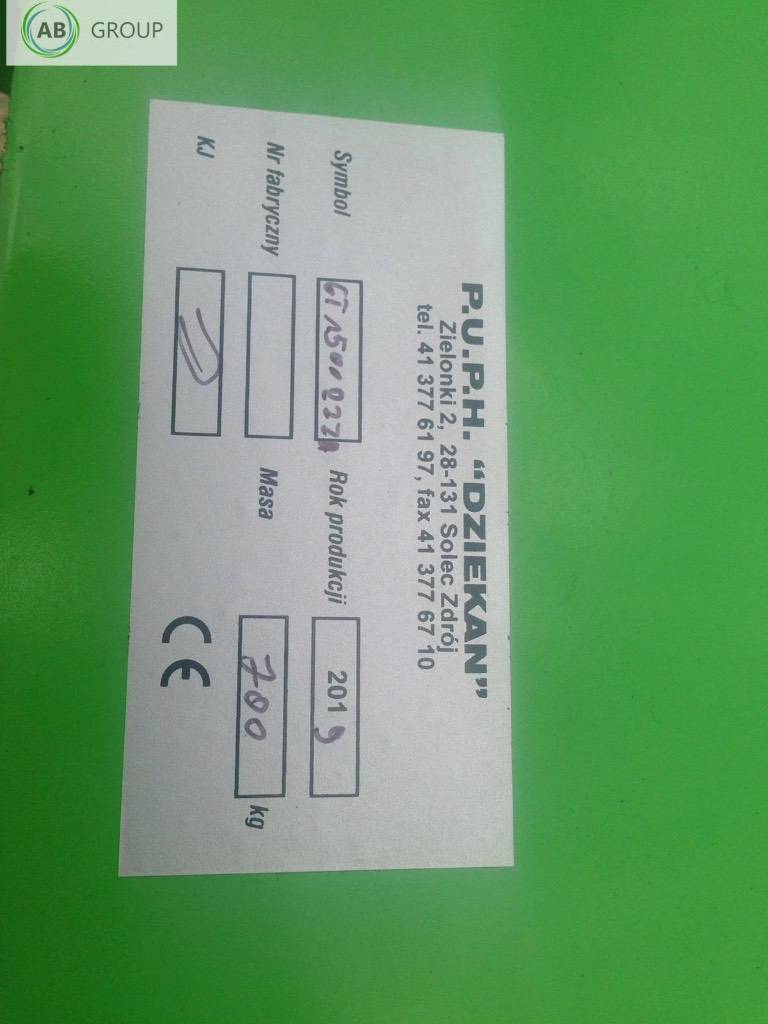 AB GROUP
P.U.P.H. “DZIEKAN”
Zielonki 2, 28-131 Solec Zdrój
tel. 41 377 61 97, fax 41 377 67 10
Symbol Rok produkcji 2019
Nr fabryczny Masa 700 kg
KJ CE